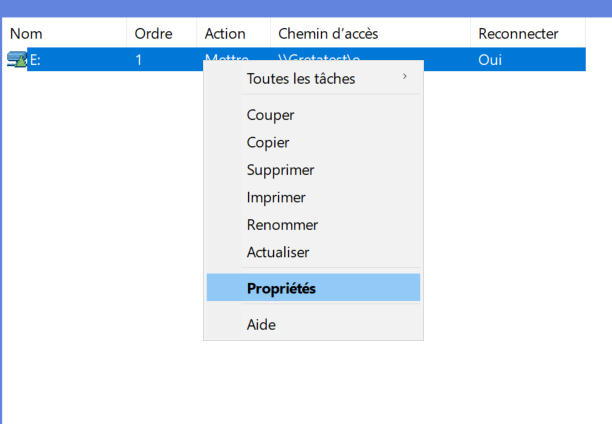 Nom Ordre Action Chemin d'accès Reconnecter
E: 1 Mettre \\Gretatest\e Oui
Toutes les tâches
Couper
Copier
Supprimer
Imprimer
Renommer
Actualiser
Propriétés
Aide